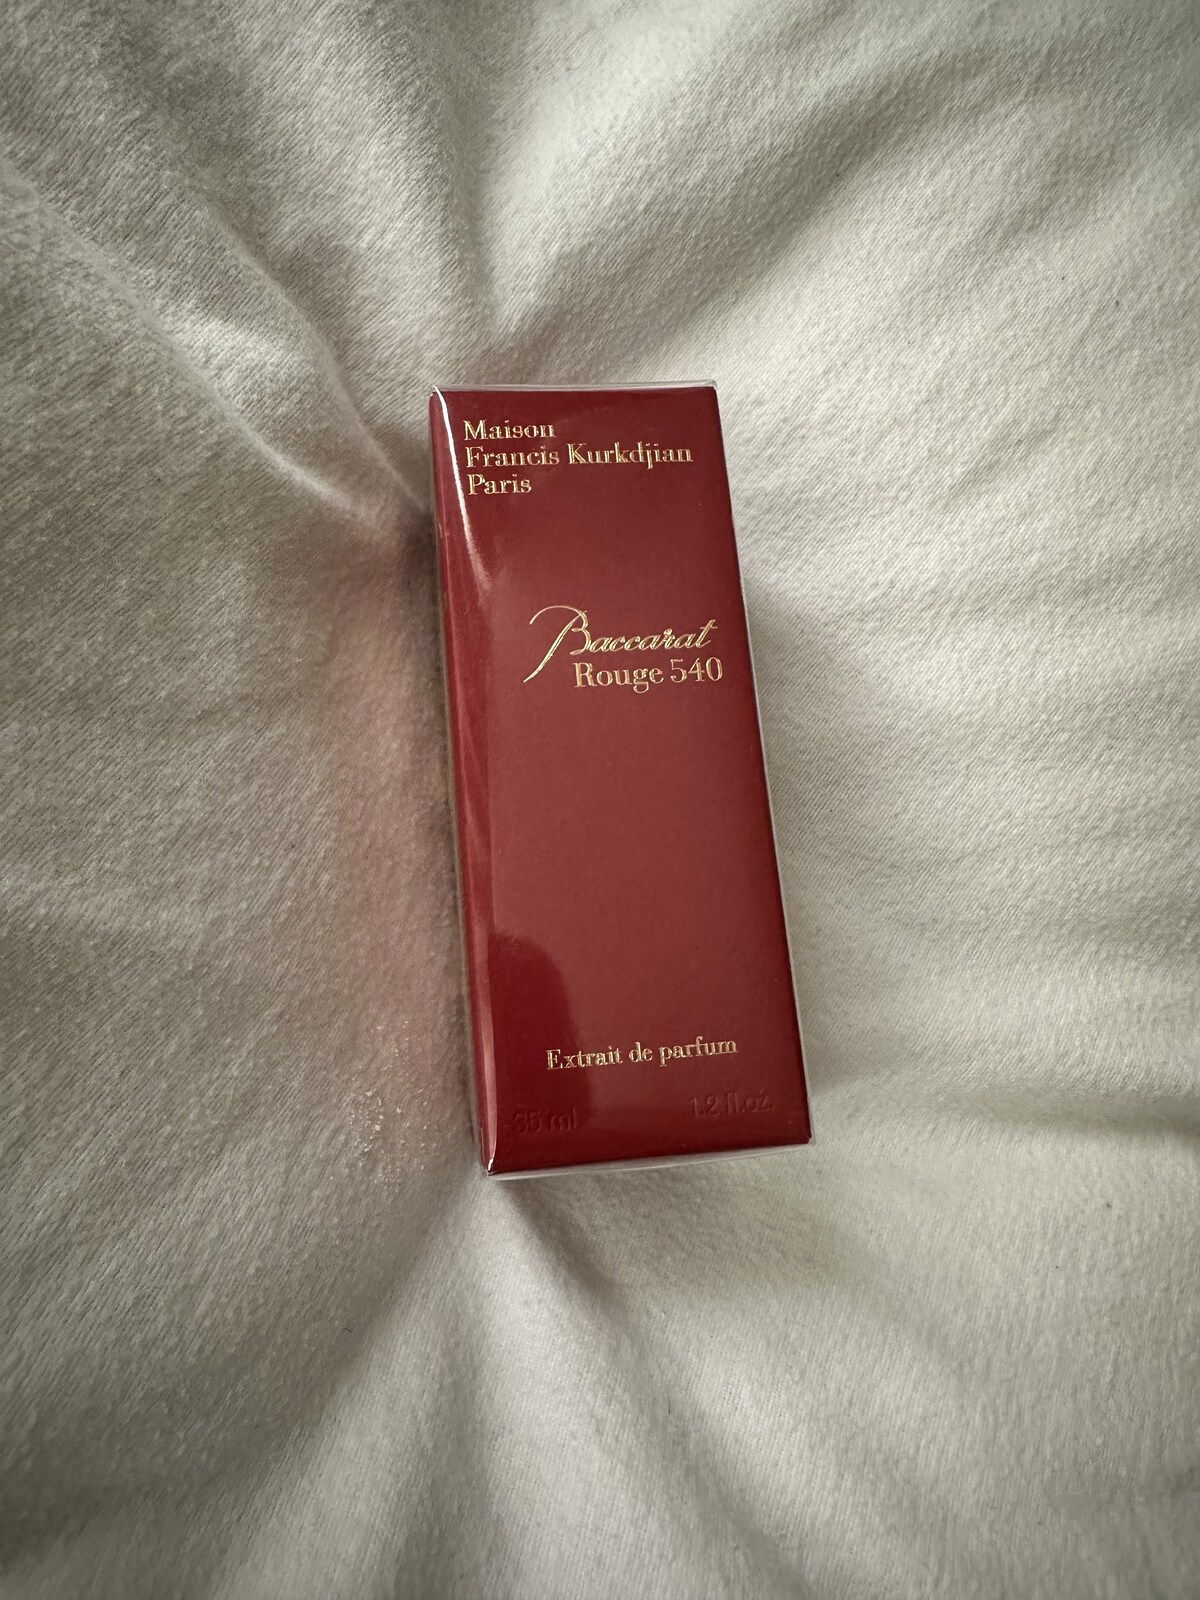 Maison
Francis Kurkdjian
Paris
Baccarat
Rouge 540
Extrait de parfum
35 ml 1.2 fl.oz